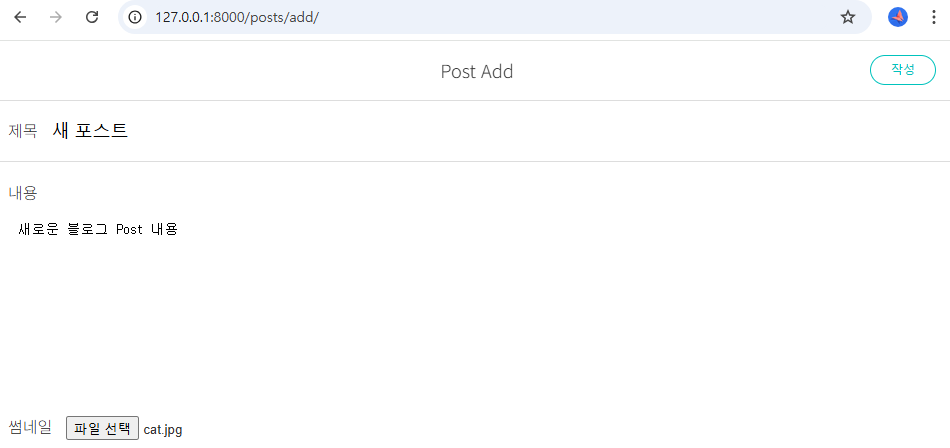 127.0.0.1:8000/posts/add/
Post Add 작성
제목 새 포스트
내용
새로운 블로그 Post 내용
썸네일 파일 선택 cat.jpg